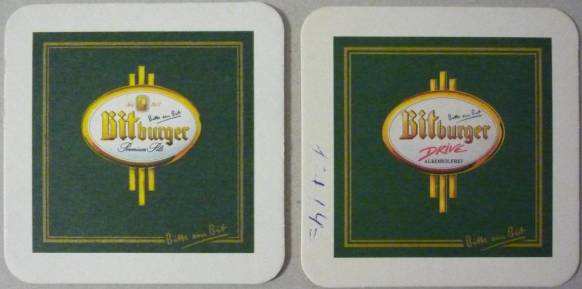 Bitte ein Bit
Bitburger
Premium Pils
Bitte ein Bit
Bitte ein Bit
Bitburger
DRIVE
ALKOHOLFREI
Bitte ein Bit